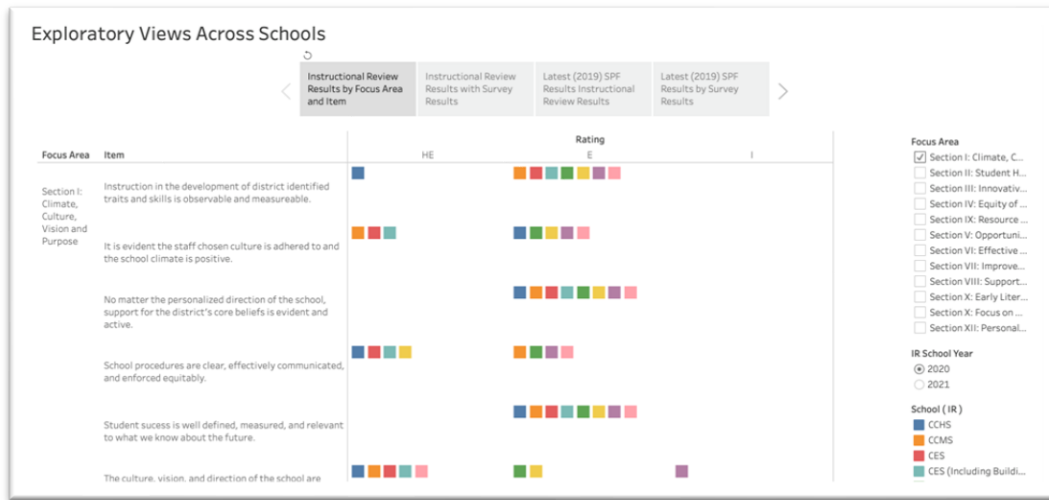 Exploratory Views Across Schools
Instructional Review
Results by Focus Area
and Item
Instructional Review
Results with Survey
Results
Latest (2019) SPF
Results Instructional
Review Results
Latest (2019) SPF
Results by Survey
Results
Rating
Focus Area
Item
HE
E
I
Section I:
Climate,
Culture,
Vision and
Purpose
Instruction in the development of district identified
traits and skills is observable and measureable.
It is evident the staff chosen culture is adhered to and
the school climate is positive.
No matter the personalized direction of the school,
support for the district's core beliefs is evident and
active.
School procedures are clear, effectively communicated,
and enforced equitably.
Student sucess is well defined, measured, and relevant
to what we know about the future.
The culture, vision, and direction of the school are
Focus Area
Section I: Climate, C...
Section II: Student H...
Section III: Innovativ...
Section IV: Equity of ...
Section IX: Resource ...
Section V: Opportuni...
Section VI: Effective ...
Section VII: Improve...
Section VIII: Support...
Section X: Early Liter...
Section X: Focus on ...
Section XII: Personal...
IR School Year
2020
2021
School (IR)
CCHS
CCMS
CES
CES (Including Buildi...